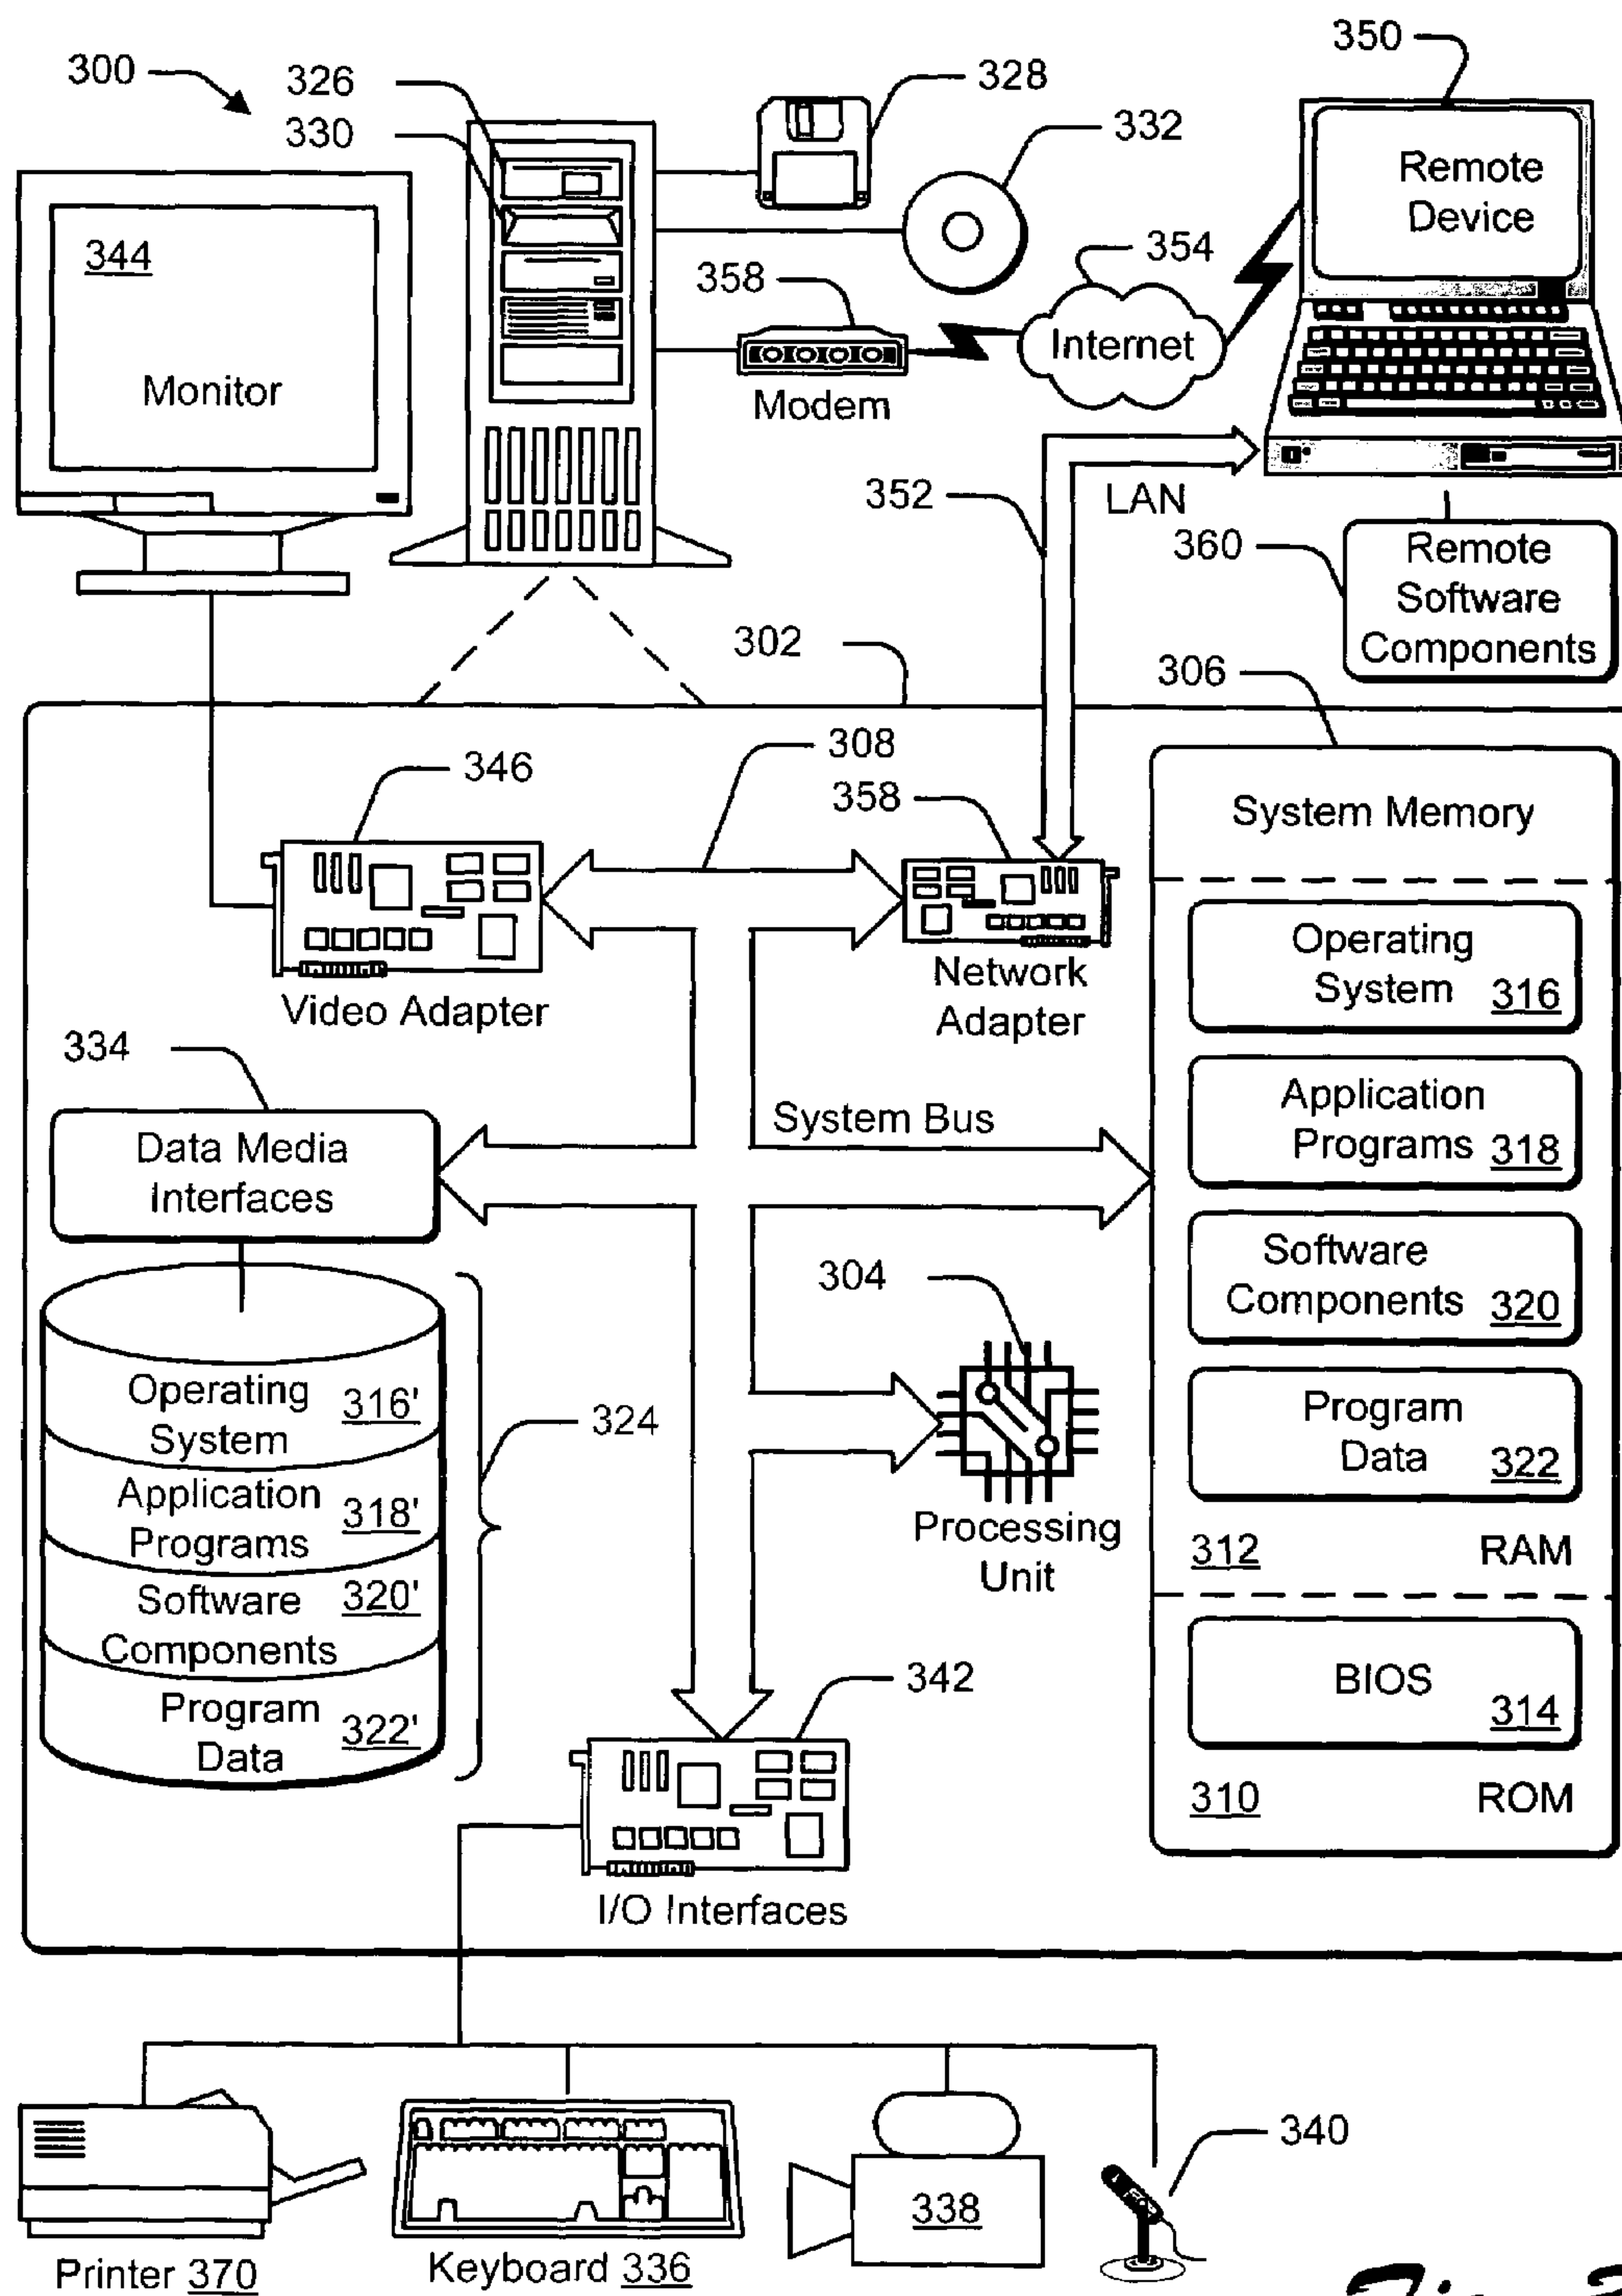 300
326
330
328
332
350
Remote
Device
344
Monitor
358
Modem
354
Internet
352
LAN
360
Remote
Software
Components
302
306
308
346
358
Video Adapter
Network
Adapter
System Memory
Operating
System 316
Application
Programs 318
Software
Components 320
Program
Data 322
312 RAM
BIOS
314
310 ROM
334
Data Media
Interfaces
System Bus
304
Processing
Unit
Operating
System 316'
Application
Programs 318'
Software
Components 320'
Program
Data 322'
324
342
I/O Interfaces
Printer 370
Keyboard 336
338
340